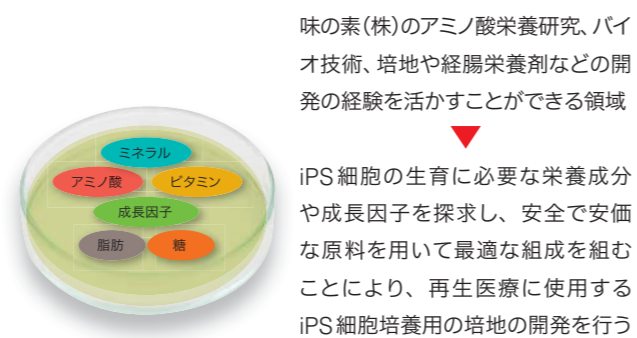 味の素(株)のアミノ酸栄養研究、バイ
オ技術、培地や経腸栄養剤などの開
発の経験を活かすことができる領域
iPS細胞の生育に必要な栄養成分
や成長因子を探求し、安全で安価
な原料を用いて最適な組成を組む
ことにより、再生医療に使用する
iPS細胞培養用の培地の開発を行う
ミネラル
アミノ酸 ビタミン
成長因子
脂肪 糖